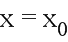 x = x₀